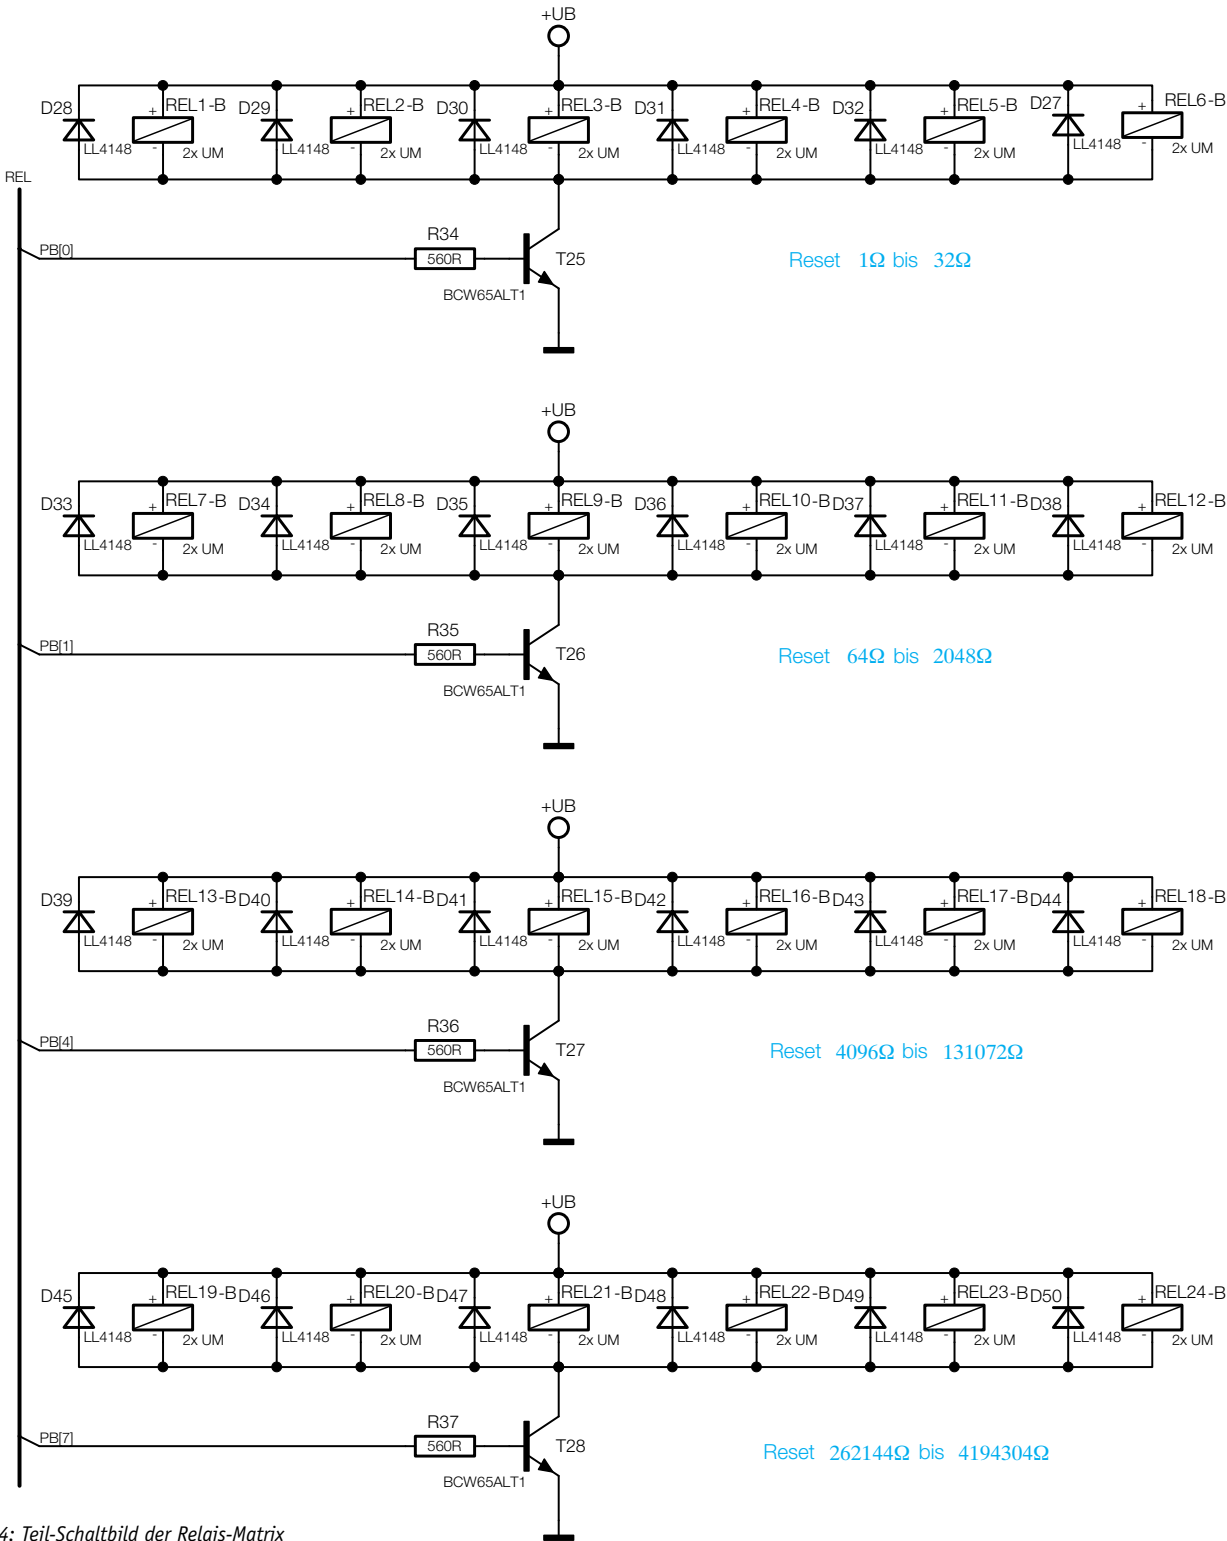 +UB
D28 + REL1-B D29 + REL2-B D30 + REL3-B D31 + REL4-B D32 + REL5-B D27 + REL6-B
LL4148 - 2x UM LL4148 - 2x UM LL4148 - 2x UM LL4148 - 2x UM LL4148 - 2x UM LL4148 - 2x UM
REL
PB[0] R34 560R T25 Reset 1Ω bis 32Ω
BCW65ALT1
+UB
D33 + REL7-B D34 + REL8-B D35 + REL9-B D36 + REL10-B D37 + REL11-B D38 + REL12-B
LL4148 - 2x UM LL4148 - 2x UM LL4148 - 2x UM LL4148 - 2x UM LL4148 - 2x UM LL4148 - 2x UM
PB[1] R35 560R T26 Reset 64Ω bis 2048Ω
BCW65ALT1
+UB
D39 + REL13-B D40 + REL14-B D41 + REL15-B D42 + REL16-B D43 + REL17-B D44 + REL18-B
LL4148 - 2x UM LL4148 - 2x UM LL4148 - 2x UM LL4148 - 2x UM LL4148 - 2x UM LL4148 - 2x UM
PB[4] R36 560R T27 Reset 4096Ω bis 131072Ω
BCW65ALT1
+UB
D45 + REL19-B D46 + REL20-B D47 + REL21-B D48 + REL22-B D49 + REL23-B D50 + REL24-B
LL4148 - 2x UM LL4148 - 2x UM LL4148 - 2x UM LL4148 - 2x UM LL4148 - 2x UM LL4148 - 2x UM
PB[7] R37 560R T28 Reset 262144Ω bis 4194304Ω
BCW65ALT1
4: Teil-Schaltbild der Relais-Matrix